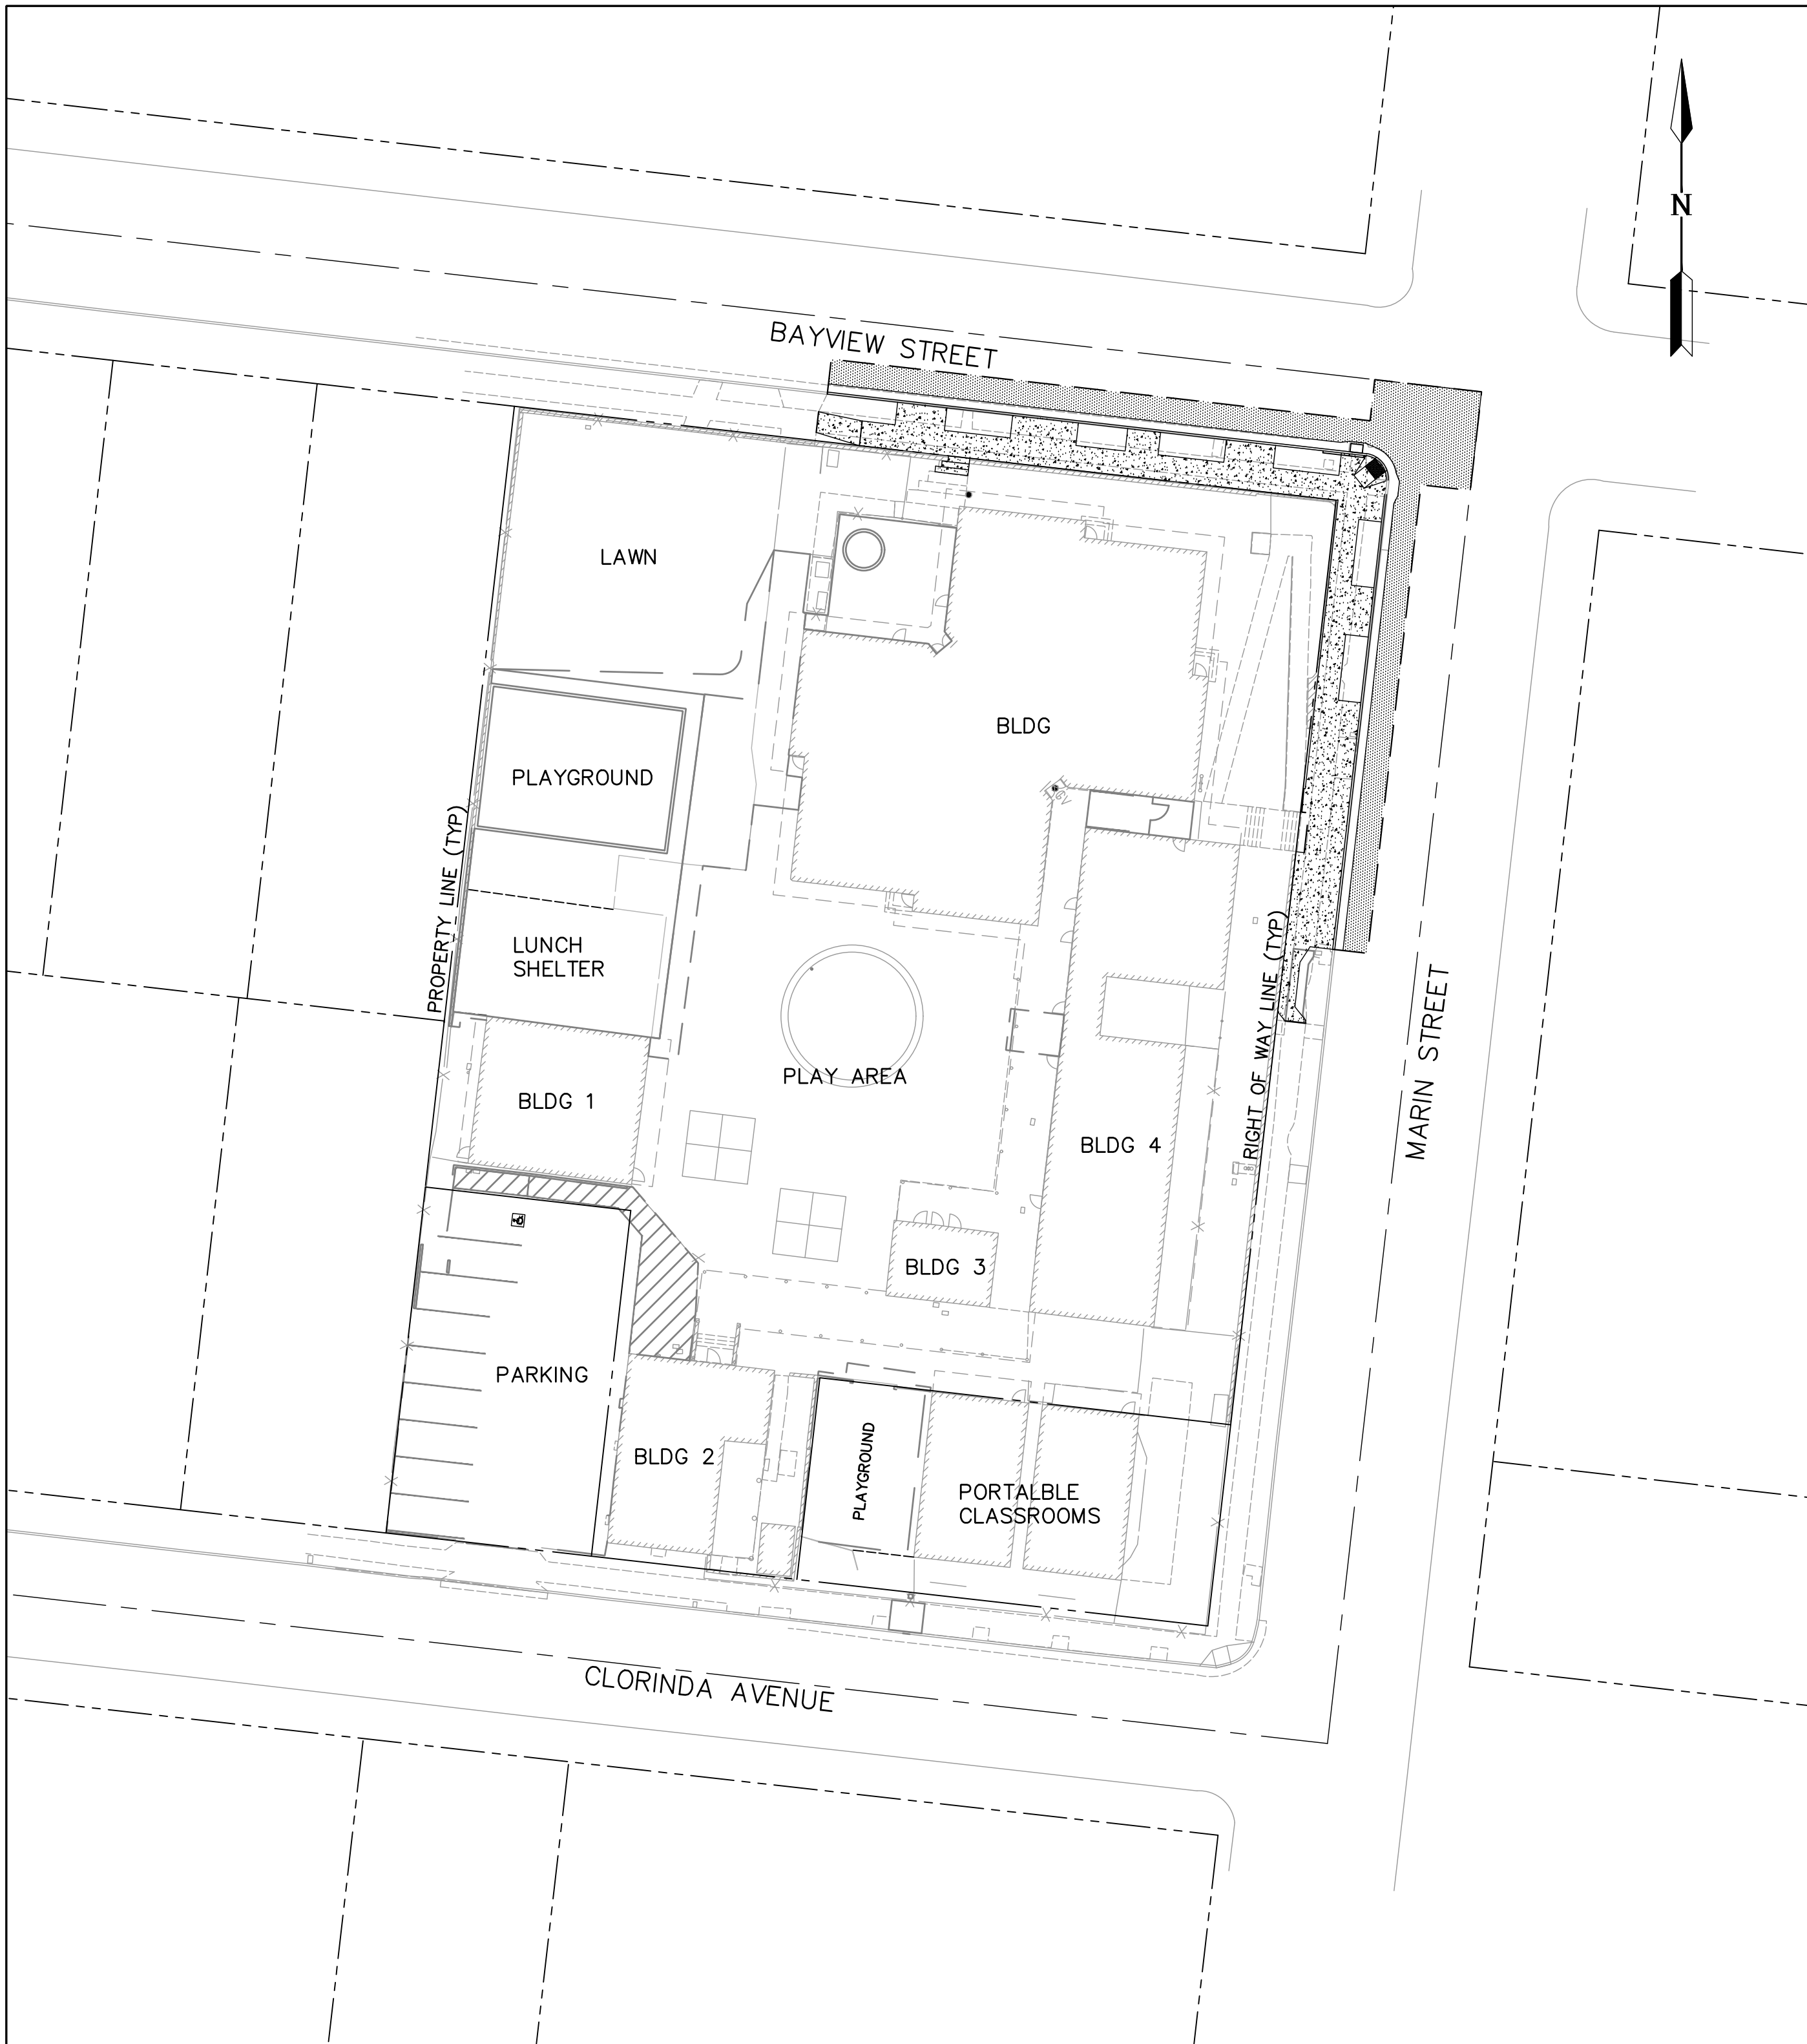 N
BAYVIEW STREET
LAWN
BLDG
PLAYGROUND
PROPERTY LINE (TYP)
LUNCH
SHELTER
RIGHT OF WAY LINE (TYP)
MARIN STREET
PLAY AREA
BLDG 1
BLDG 4
BLDG 3
PARKING
BLDG 2
PLAYGROUND
PORTALBLE
CLASSROOMS
CLORINDA AVENUE